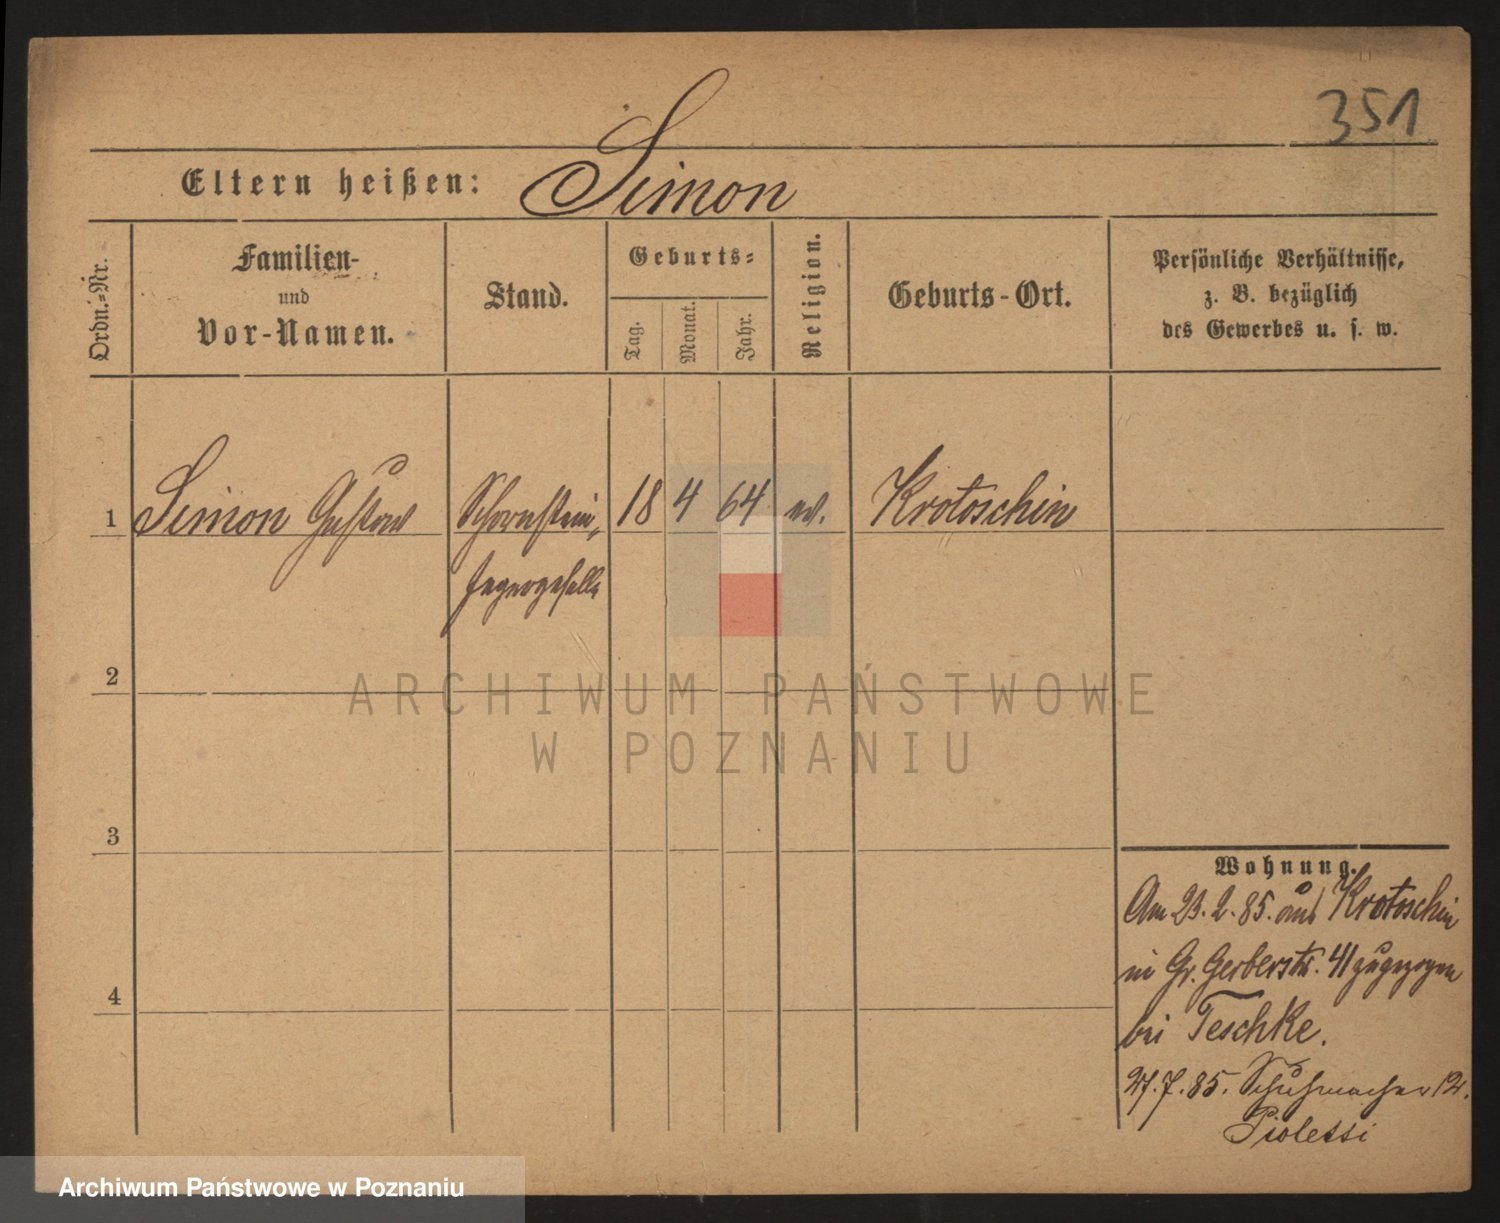 351
Eltern heißen: Simon
Ordn.-Nr.
Familien-
und
Vor-Namen.
Stand.
Geburts-
Tag.
Monat.
Jahr.
Religion.
Geburts-Ort.
Persönliche Verhältnisse,
z. B. bezüglich
des Gewerbes u. s. w.
1 Simon Gustav Schornstein- 18 4 64 ev. Krotoschin
fegergeselle
2
ARCHIWUM PAŃSTWOWE
W POZNANIU
3
Wohnung.
Am 23.2.85. aus Krotoschin
in Gr. Gerberstr. 41 zugezogen
bei Teschke.
4
27.7.85. Schuhmacher 12.
Pioletti
Archiwum Państwowe w Poznaniu